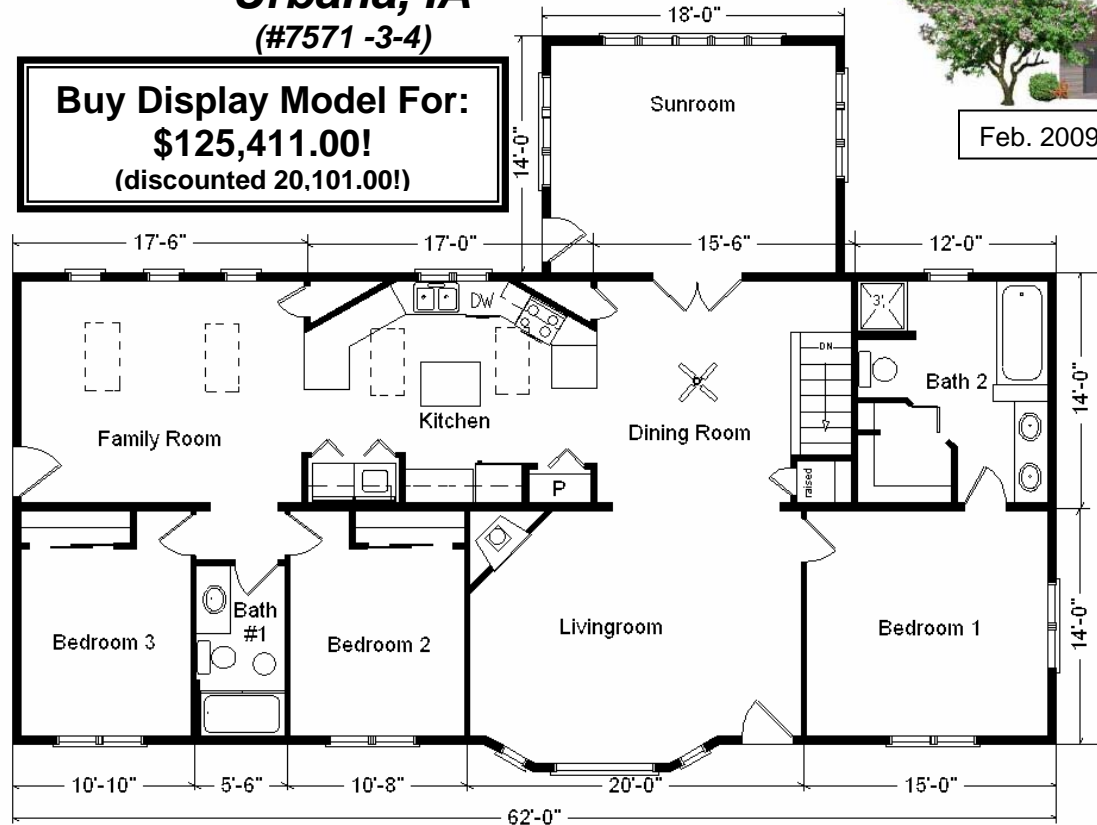 Urbana, IA
(#7571 -3-4)
Buy Display Model For:
$125,411.00!
(discounted 20,101.00!)
Feb. 2009
18'-0"
14'-0"
Sunroom
17'-6"
17'-0"
15'-6"
12'-0"
DW
3'
DN
Bath 2
14'-0"
Family Room
Kitchen
Dining Room
P
raised
Bedroom 3
Bath
#1
Bedroom 2
Livingroom
Bedroom 1
14'-0"
10'-10"
5'-6"
10'-8"
20'-0"
15'-0"
62'-0"